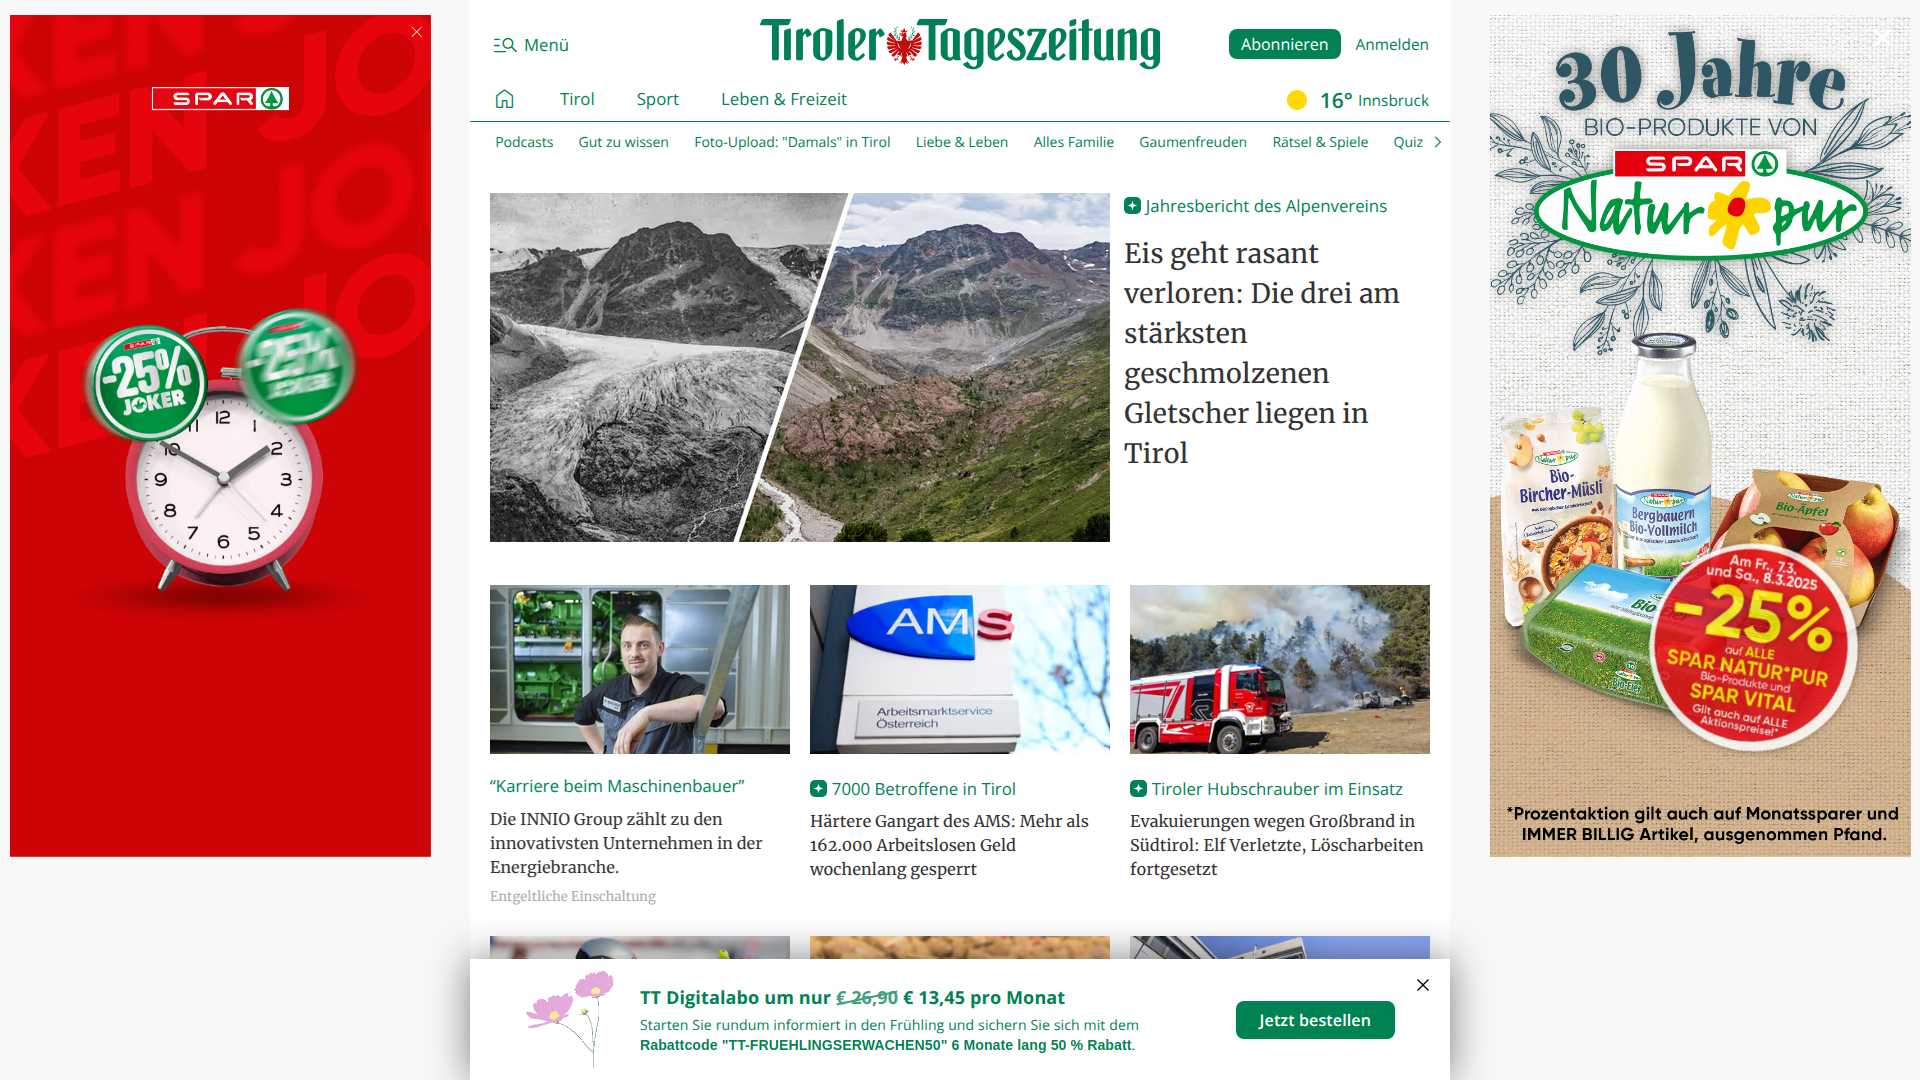 Menü
Tiroler Tageszeitung
Abonnieren
Anmelden
Tirol
Sport
Leben & Freizeit
16° Innsbruck
Podcasts
Gut zu wissen
Foto-Upload: "Damals" in Tirol
Liebe & Leben
Alles Familie
Gaumenfreuden
Rätsel & Spiele
Quiz
SPAR
-25%
JOKER
-25%
JOKER
12
1
2
3
4
5
6
7
8
9
10
11
Jahresbericht des Alpenvereins
Eis geht rasant
verloren: Die drei am
stärksten
geschmolzenen
Gletscher liegen in
Tirol
AMS
Arbeitsmarktservice
Österreich
“Karriere beim Maschinenbauer”
Die INNIO Group zählt zu den
innovativsten Unternehmen in der
Energiebranche.
Entgeltliche Einschaltung
7000 Betroffene in Tirol
Härtere Gangart des AMS: Mehr als
162.000 Arbeitslosen Geld
wochenlang gesperrt
Tiroler Hubschrauber im Einsatz
Evakuierungen wegen Großbrand in
Südtirol: Elf Verletzte, Löscharbeiten
fortgesetzt
TT Digitalabo um nur € 26,90 € 13,45 pro Monat
Starten Sie rundum informiert in den Frühling und sichern Sie sich mit dem
Rabattcode "TT-FRUEHLINGSERWACHEN50" 6 Monate lang 50 % Rabatt.
Jetzt bestellen
30 Jahre
BIO-PRODUKTE VON
SPAR
Natur pur
Bio-
Bircher-Müsli
Bergbauern
Bio-Vollmilch
Bio-Äpfel
Bio
Bio-Eier
Am Fr., 7.3.
und Sa., 8.3.2025
-25%
auf ALLE
SPAR NATUR*PUR
Bio-Produkte und
SPAR VITAL
Gilt auch auf ALLE
Aktionspreise!*
*Prozentaktion gilt auch auf Monatssparer und
IMMER BILLIG Artikel, ausgenommen Pfand.